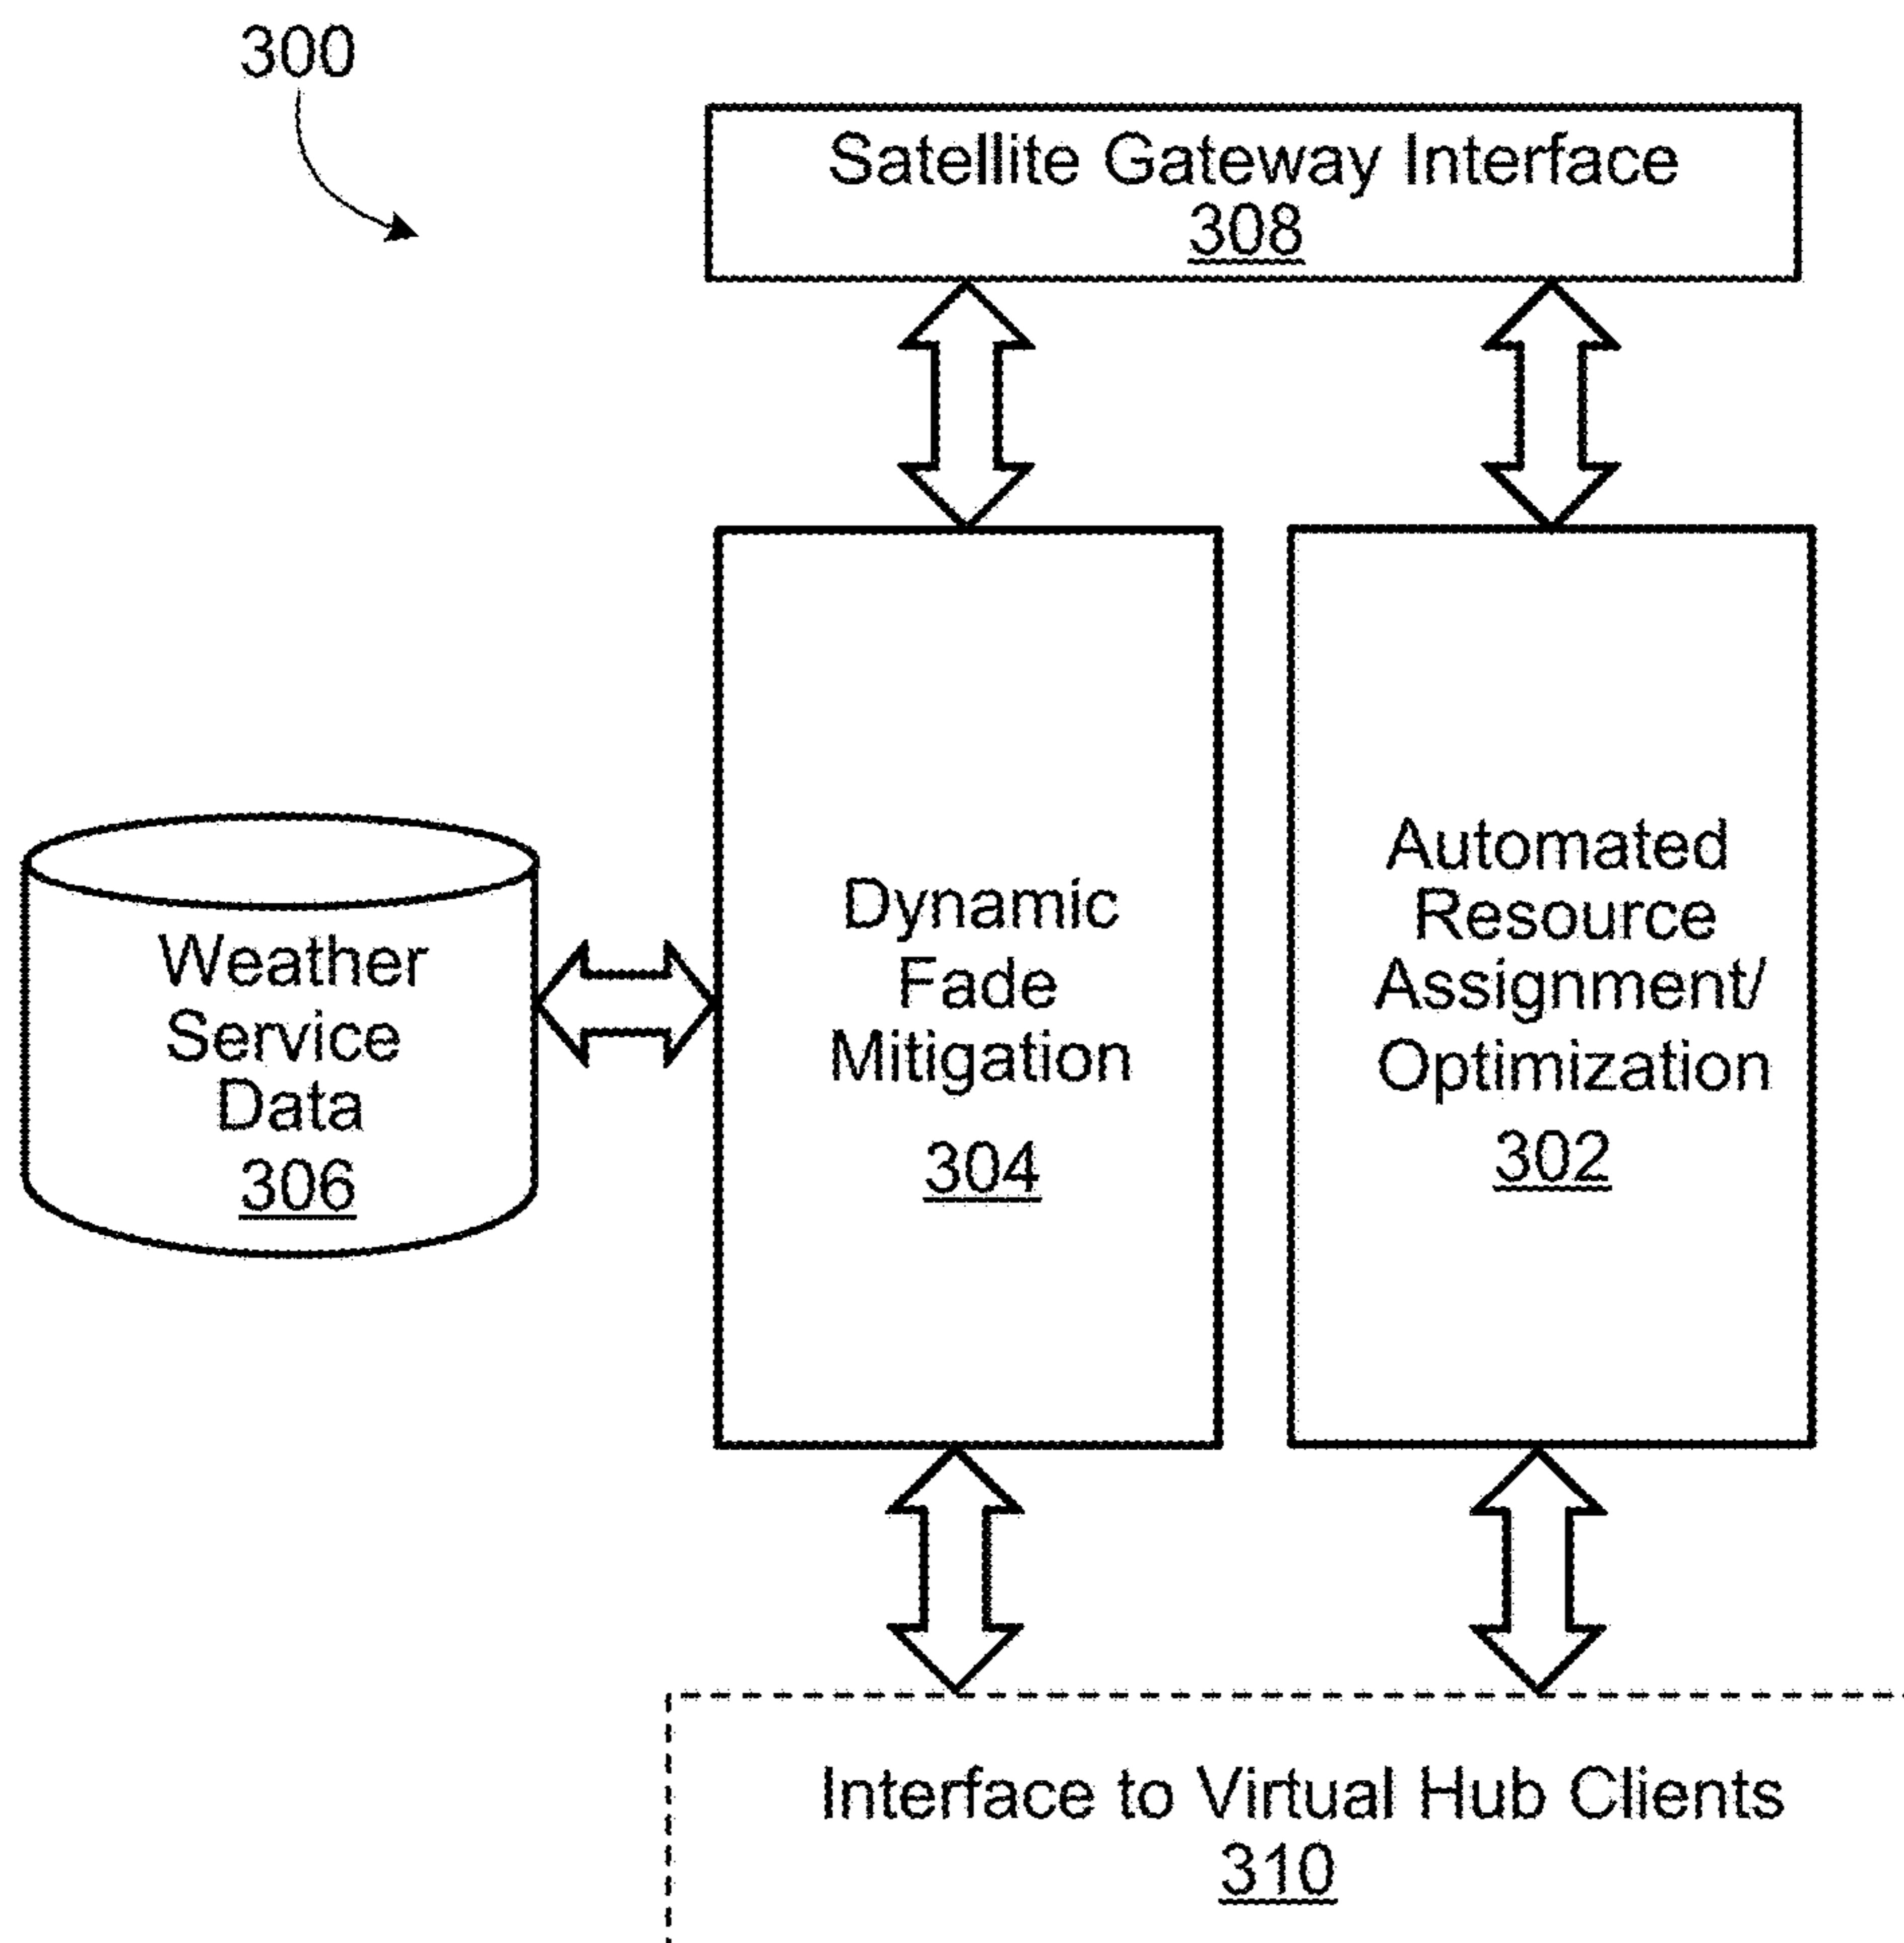 300
Satellite Gateway Interface
308
Weather
Service
Data
306
Dynamic
Fade
Mitigation
304
Automated
Resource
Assignment/
Optimization
302
Interface to Virtual Hub Clients
310